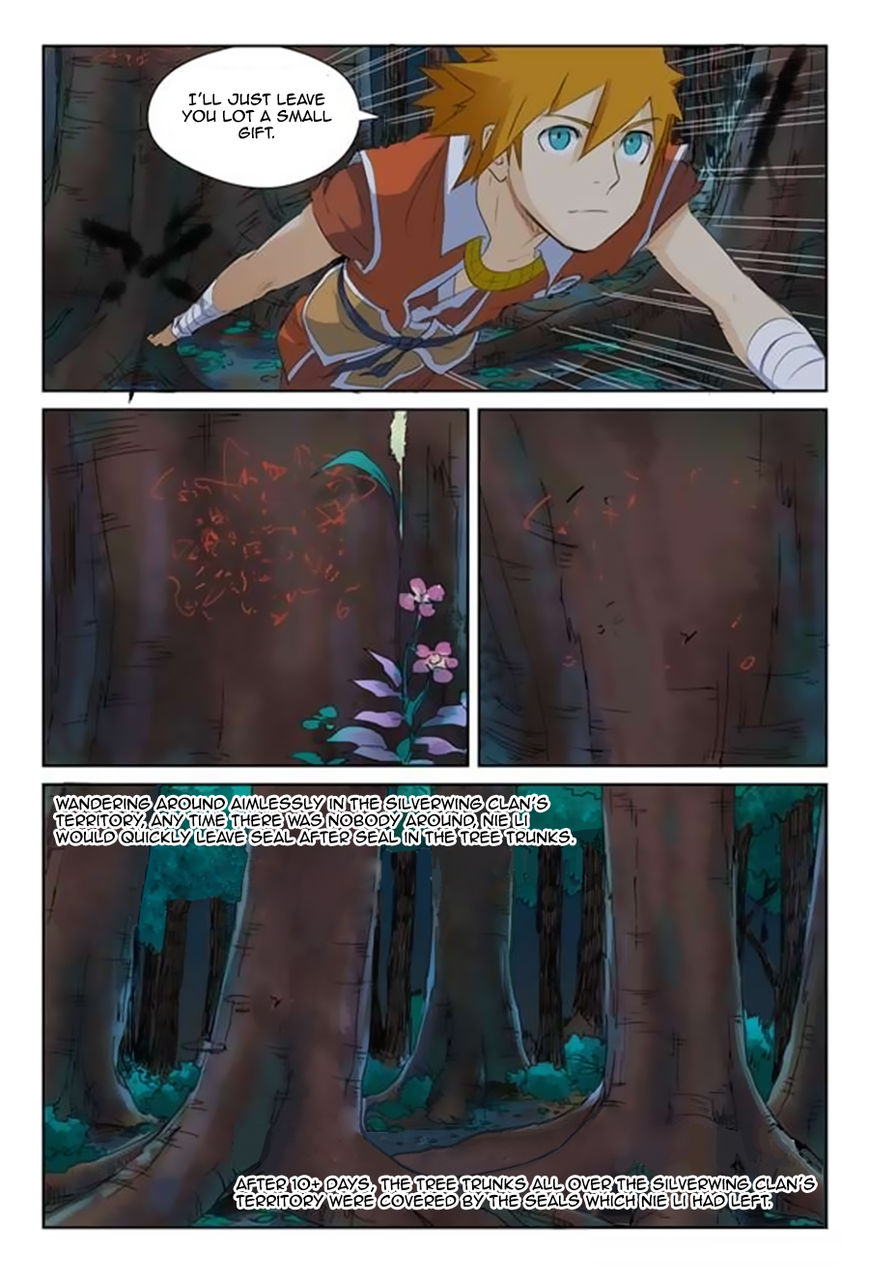 I'LL JUST LEAVE
YOU LOT A SMALL
GIFT.
WANDERING AROUND AIMLESSLY IN THE SILVERWING CLAN'S
TERRITORY, ANY TIME THERE WAS NOBODY AROUND, NIE LI
WOULD QUICKLY LEAVE SEAL AFTER SEAL IN THE TREE TRUNKS.
AFTER 10+ DAYS, THE TREE TRUNKS ALL OVER THE SILVERWING CLAN'S
TERRITORY WERE COVERED BY THE SEALS WHICH NIE LI HAD LEFT.